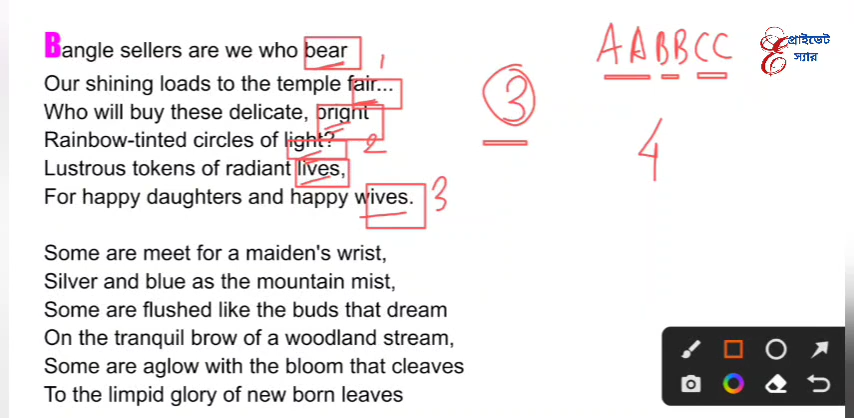 Bangle sellers are we who bear
Our shining loads to the temple fair...
Who will buy these delicate, bright
Rainbow-tinted circles of light?
Lustrous tokens of radiant lives,
For happy daughters and happy wives.
Some are meet for a maiden's wrist,
Silver and blue as the mountain mist,
Some are flushed like the buds that dream
On the tranquil brow of a woodland stream,
Some are aglow with the bloom that cleaves
To the limpid glory of new born leaves
1
2
3
3
AABBCC
4
প্রাইভেট
স্যার